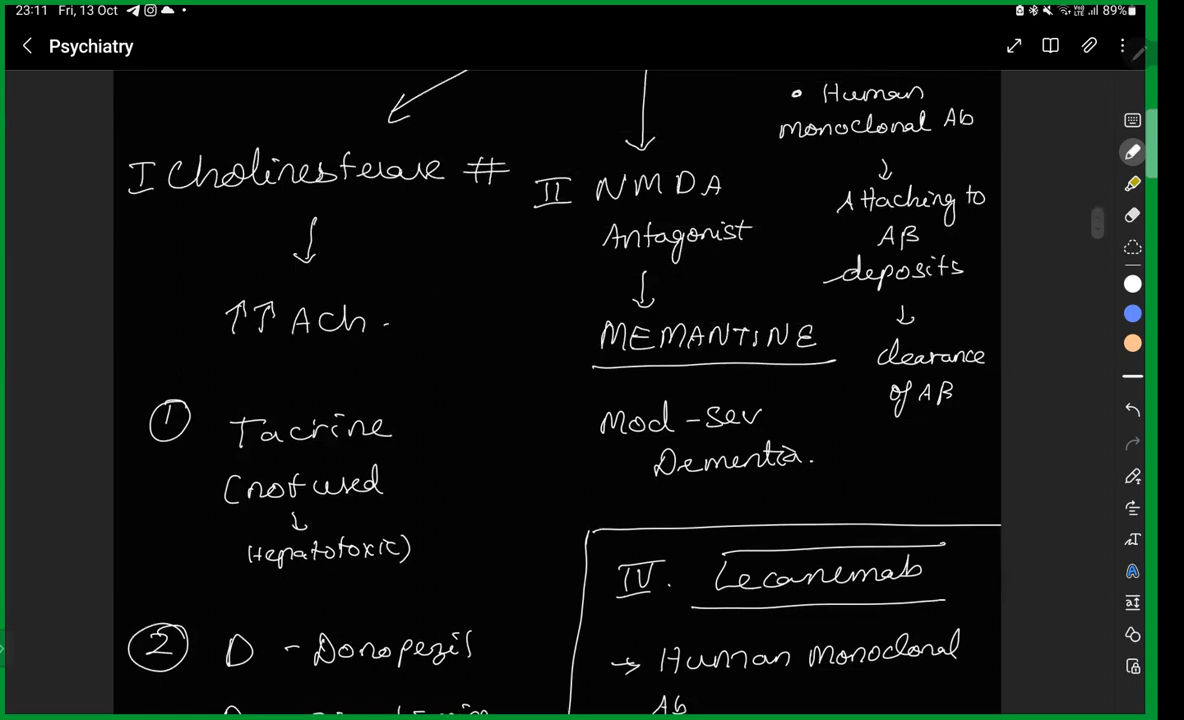 23:11 Fri, 13 Oct
89%
Psychiatry
I Cholinesterase #
↑↑ Ach.
① Tacrine
(not used
↓
Hepatotoxic)
② D - Donepezil
II NMDA
Antagonist
↓
MEMANTINE
Mod - sev
Dementia.
• Human
monoclonal Ab
↓
Attaching to
Aβ
deposits
↓
clearance
of Aβ
IV. Lecanemab
→ Human monoclonal
Ab